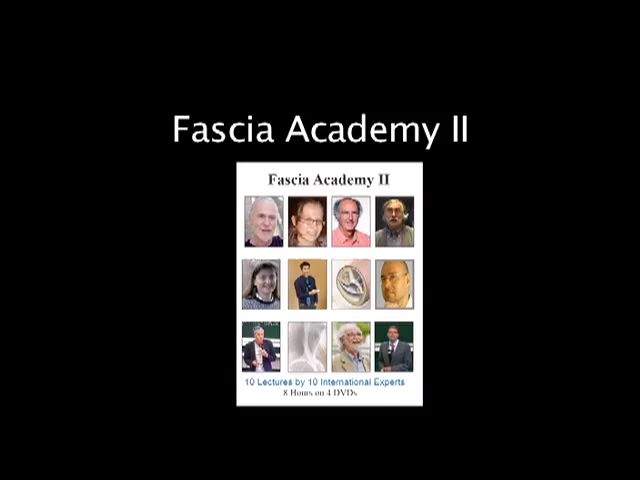 Fascia Academy II
Fascia Academy II
10 Lectures by 10 International Experts
8 Hours on 4 DVDs